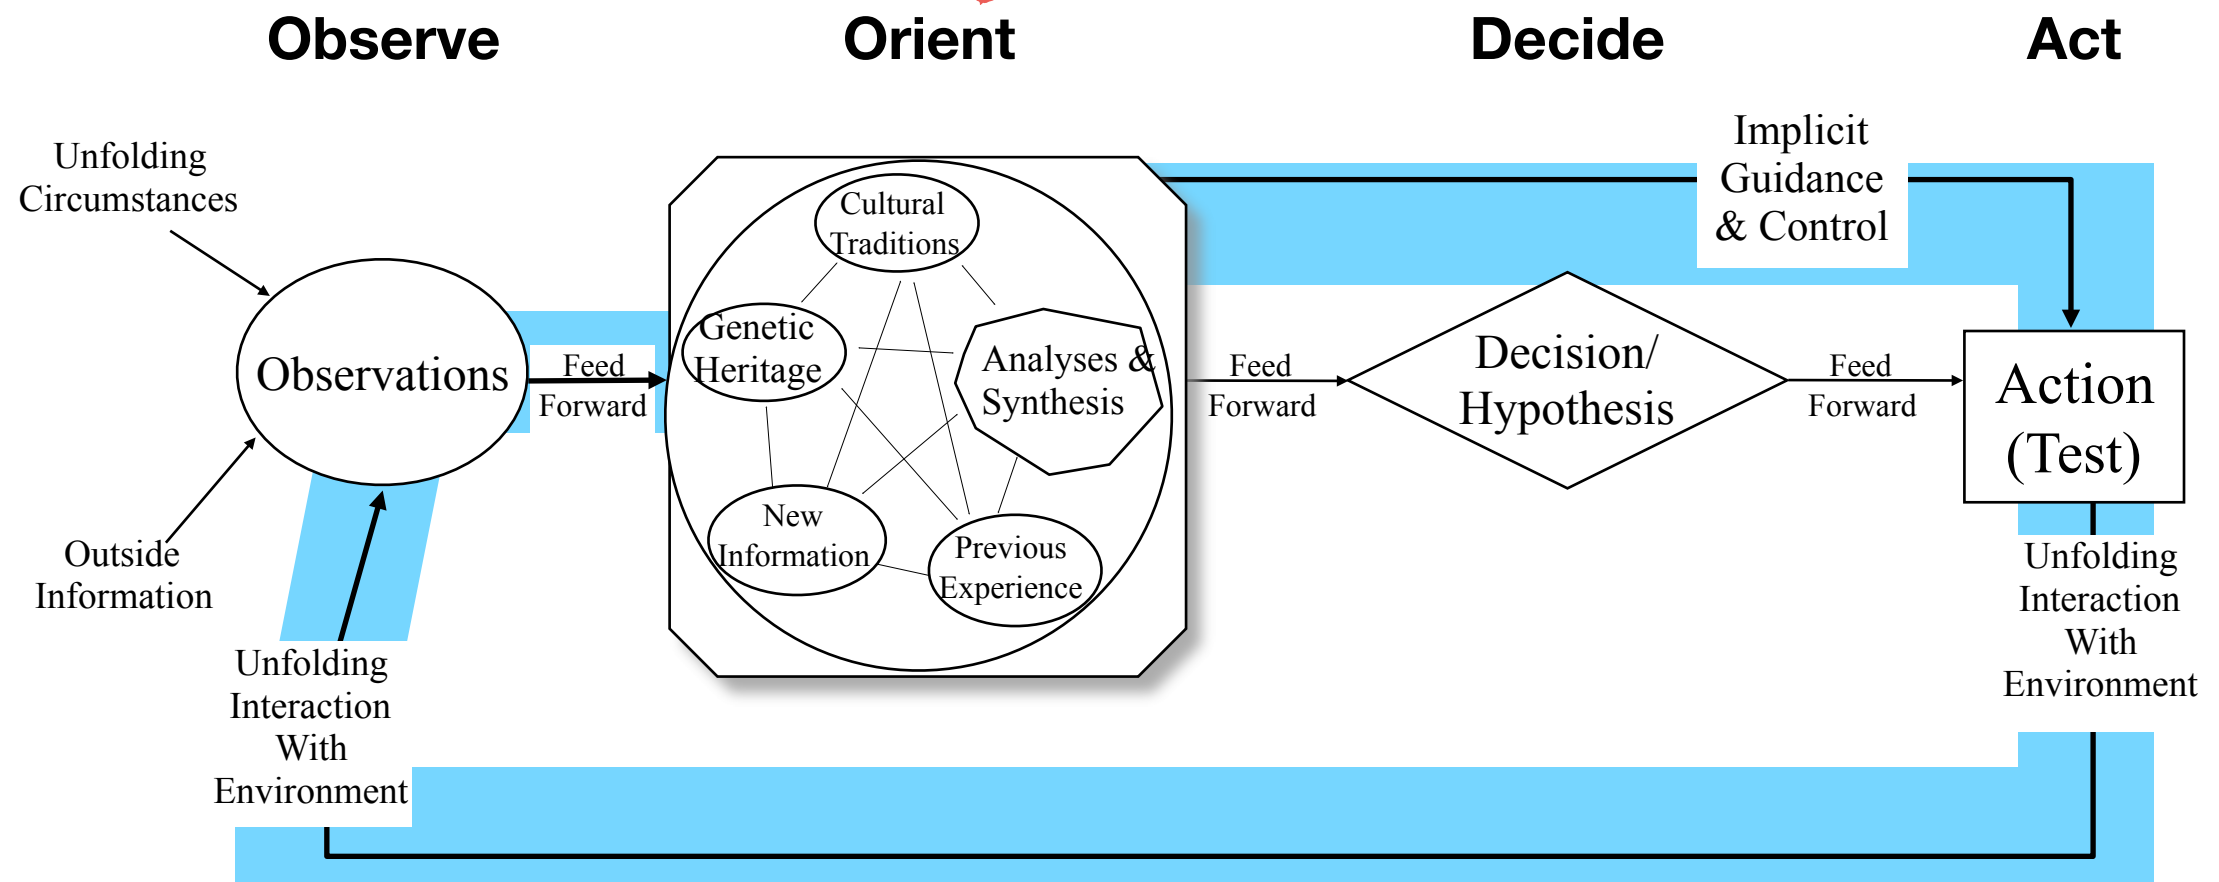 Observe
Orient
Decide
Act
Unfolding
Circumstances
Observations
Outside
Information
Unfolding
Interaction
With
Environment
Feed
Forward
Cultural
Traditions
Genetic
Heritage
Analyses &
Synthesis
New
Information
Previous
Experience
Feed
Forward
Decision/
Hypothesis
Feed
Forward
Implicit
Guidance
& Control
Action
(Test)
Unfolding
Interaction
With
Environment